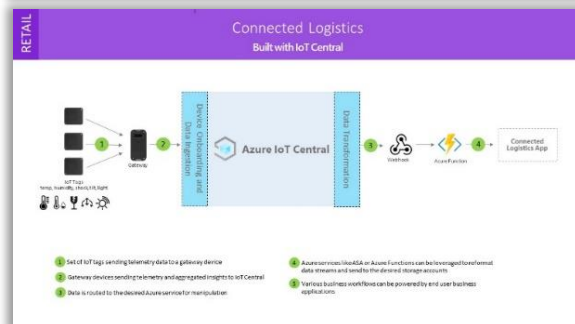 RETAIL
Connected Logistics
Built with IoT Central
Device Onboarding and
Data Ingestion
Azure IoT Central
Data Transformation
1
2
3
4
Gateway
Webhook
Azure Function
Connected
Logistics App
IoT Tags
temp, humidity, shock, tilt, light
1 Set of IoT tags sending telemetry data to a gateway device
2 Gateway devices sending telemetry and aggregated insights to IoT Central
3 Data is routed to the desired Azure service for manipulation
4 Azure services like ASA or Azure Functions can be leveraged to reformat
data streams and send to the desired storage accounts
5 Various business workflows can be powered by end user business
applications